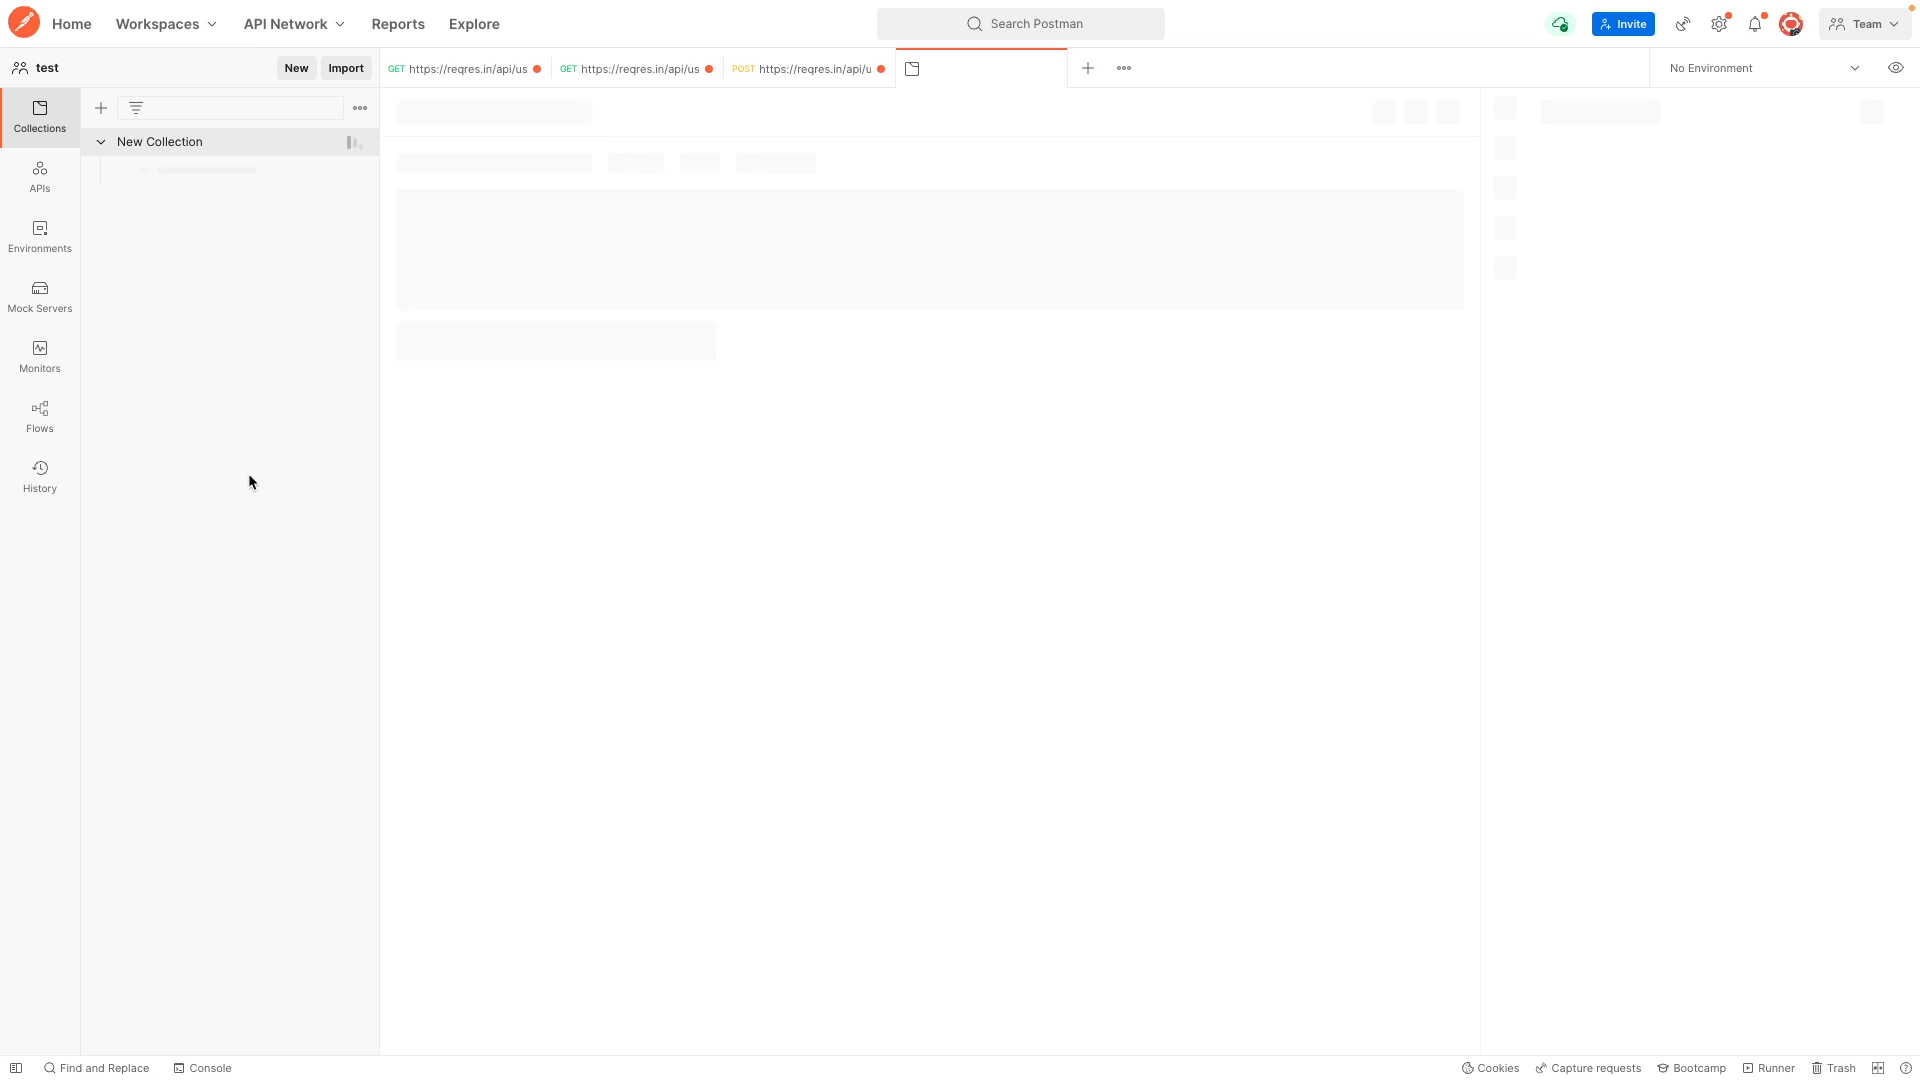 Home Workspaces API Network Reports Explore Search Postman Invite Team
test New Import GET https://reqres.in/api/us GET https://reqres.in/api/us POST https://reqres.in/api/u No Environment
Collections
New Collection
APIs
Environments
Mock Servers
Monitors
Flows
History
Find and Replace Console Cookies Capture requests Bootcamp Runner Trash